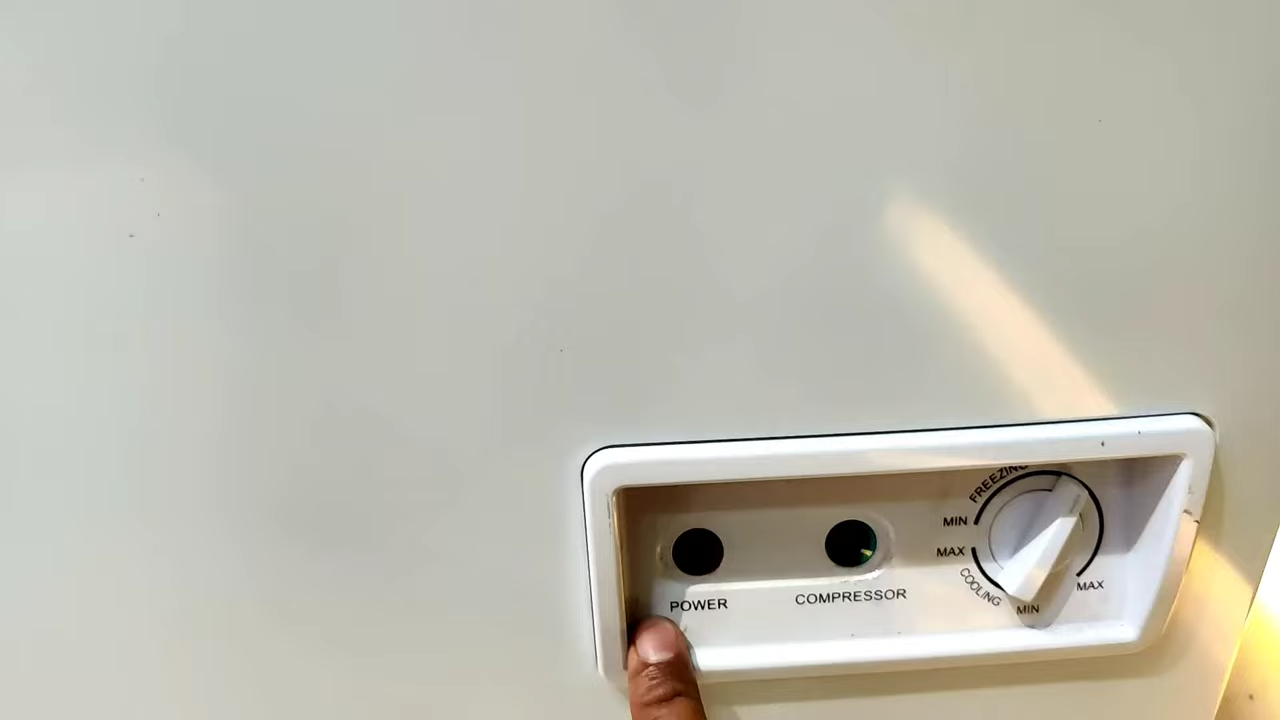 FREEZING
MIN
MAX
COOLING
MIN
MAX
POWER
COMPRESSOR